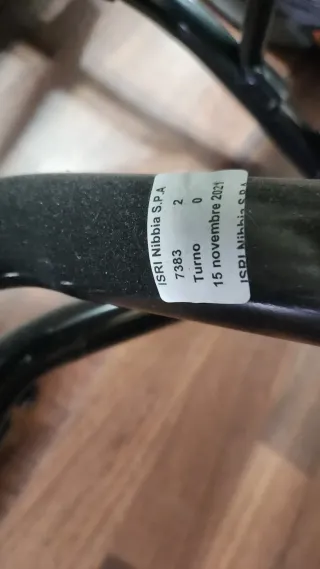 ISRI Nibbia S.P.A
7383 2
Turno 0
15 novembre 2021
ISRI Nibbia S.P.A